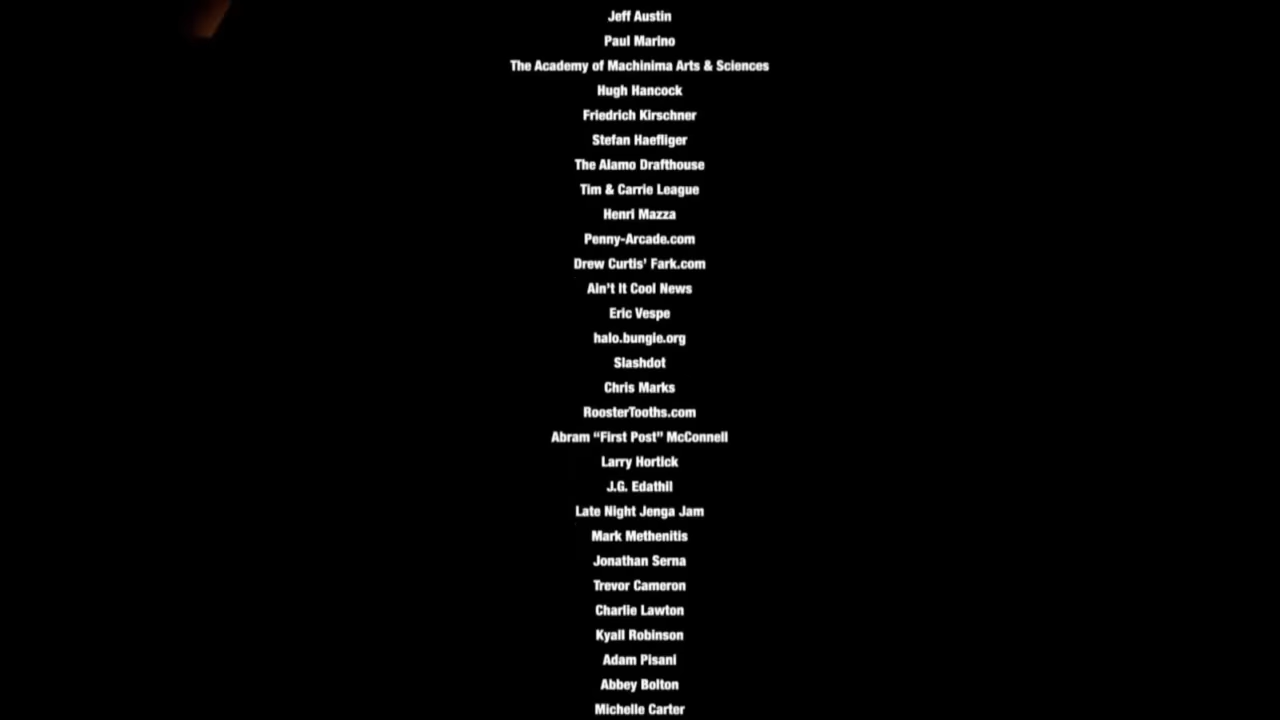 Jeff Austin
Paul Marino
The Academy of Machinima Arts & Sciences
Hugh Hancock
Friedrich Kirschner
Stefan Haefliger
The Alamo Drafthouse
Tim & Carrie League
Henri Mazza
Penny-Arcade.com
Drew Curtis’ Fark.com
Ain’t It Cool News
Eric Vespe
halo.bungie.org
Slashdot
Chris Marks
RoosterTooths.com
Abram “First Post” McConnell
Larry Hortick
J.G. Edathil
Late Night Jenga Jam
Mark Methenitis
Jonathan Serna
Trevor Cameron
Charlie Lawton
Kyall Robinson
Adam Pisani
Abbey Bolton
Michelle Carter